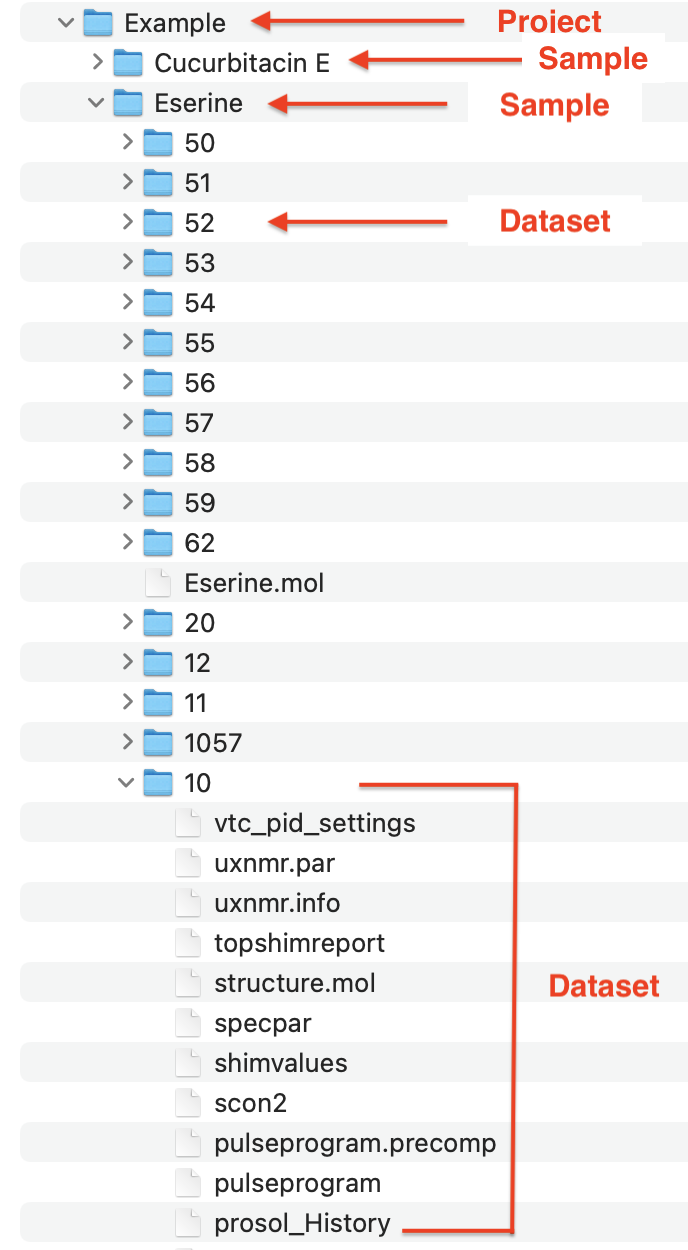 Example Project
Cucurbitacin E Sample
Eserine Sample
50
51
52 Dataset
53
54
55
56
57
58
59
62
Eserine.mol
20
12
11
1057
10
vtc_pid_settings
uxnmr.par
uxnmr.info
topshimreport
structure.mol Dataset
specpar
shimvalues
scon2
pulseprogram.precomp
pulseprogram
prosol_History